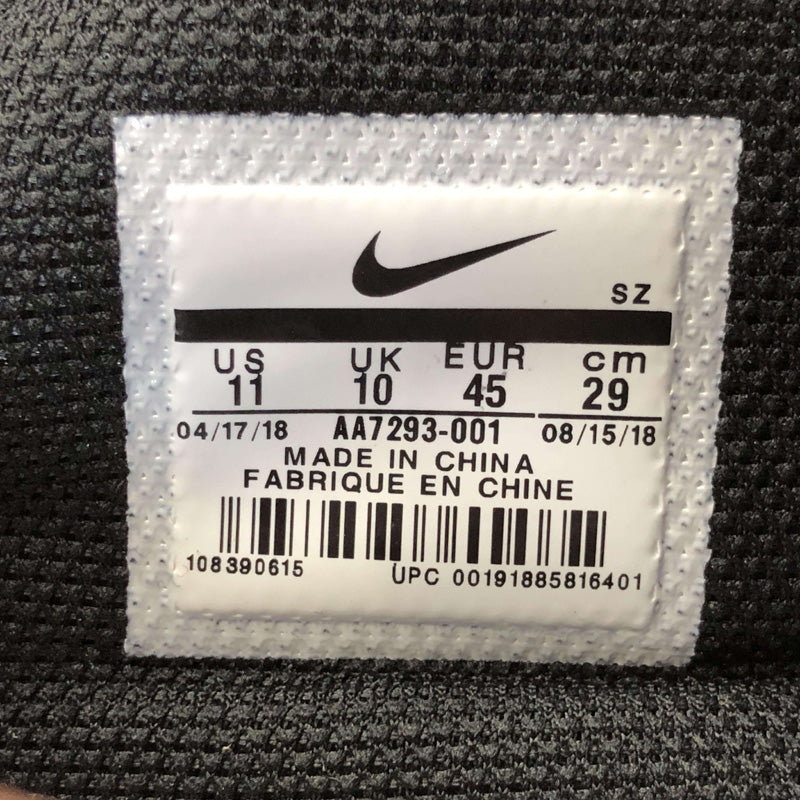 SZ
US UK EUR cm
11 10 45 29
04/17/18 AA7293-001 08/15/18
MADE IN CHINA
FABRIQUE EN CHINE
108390615 UPC 00191885816401